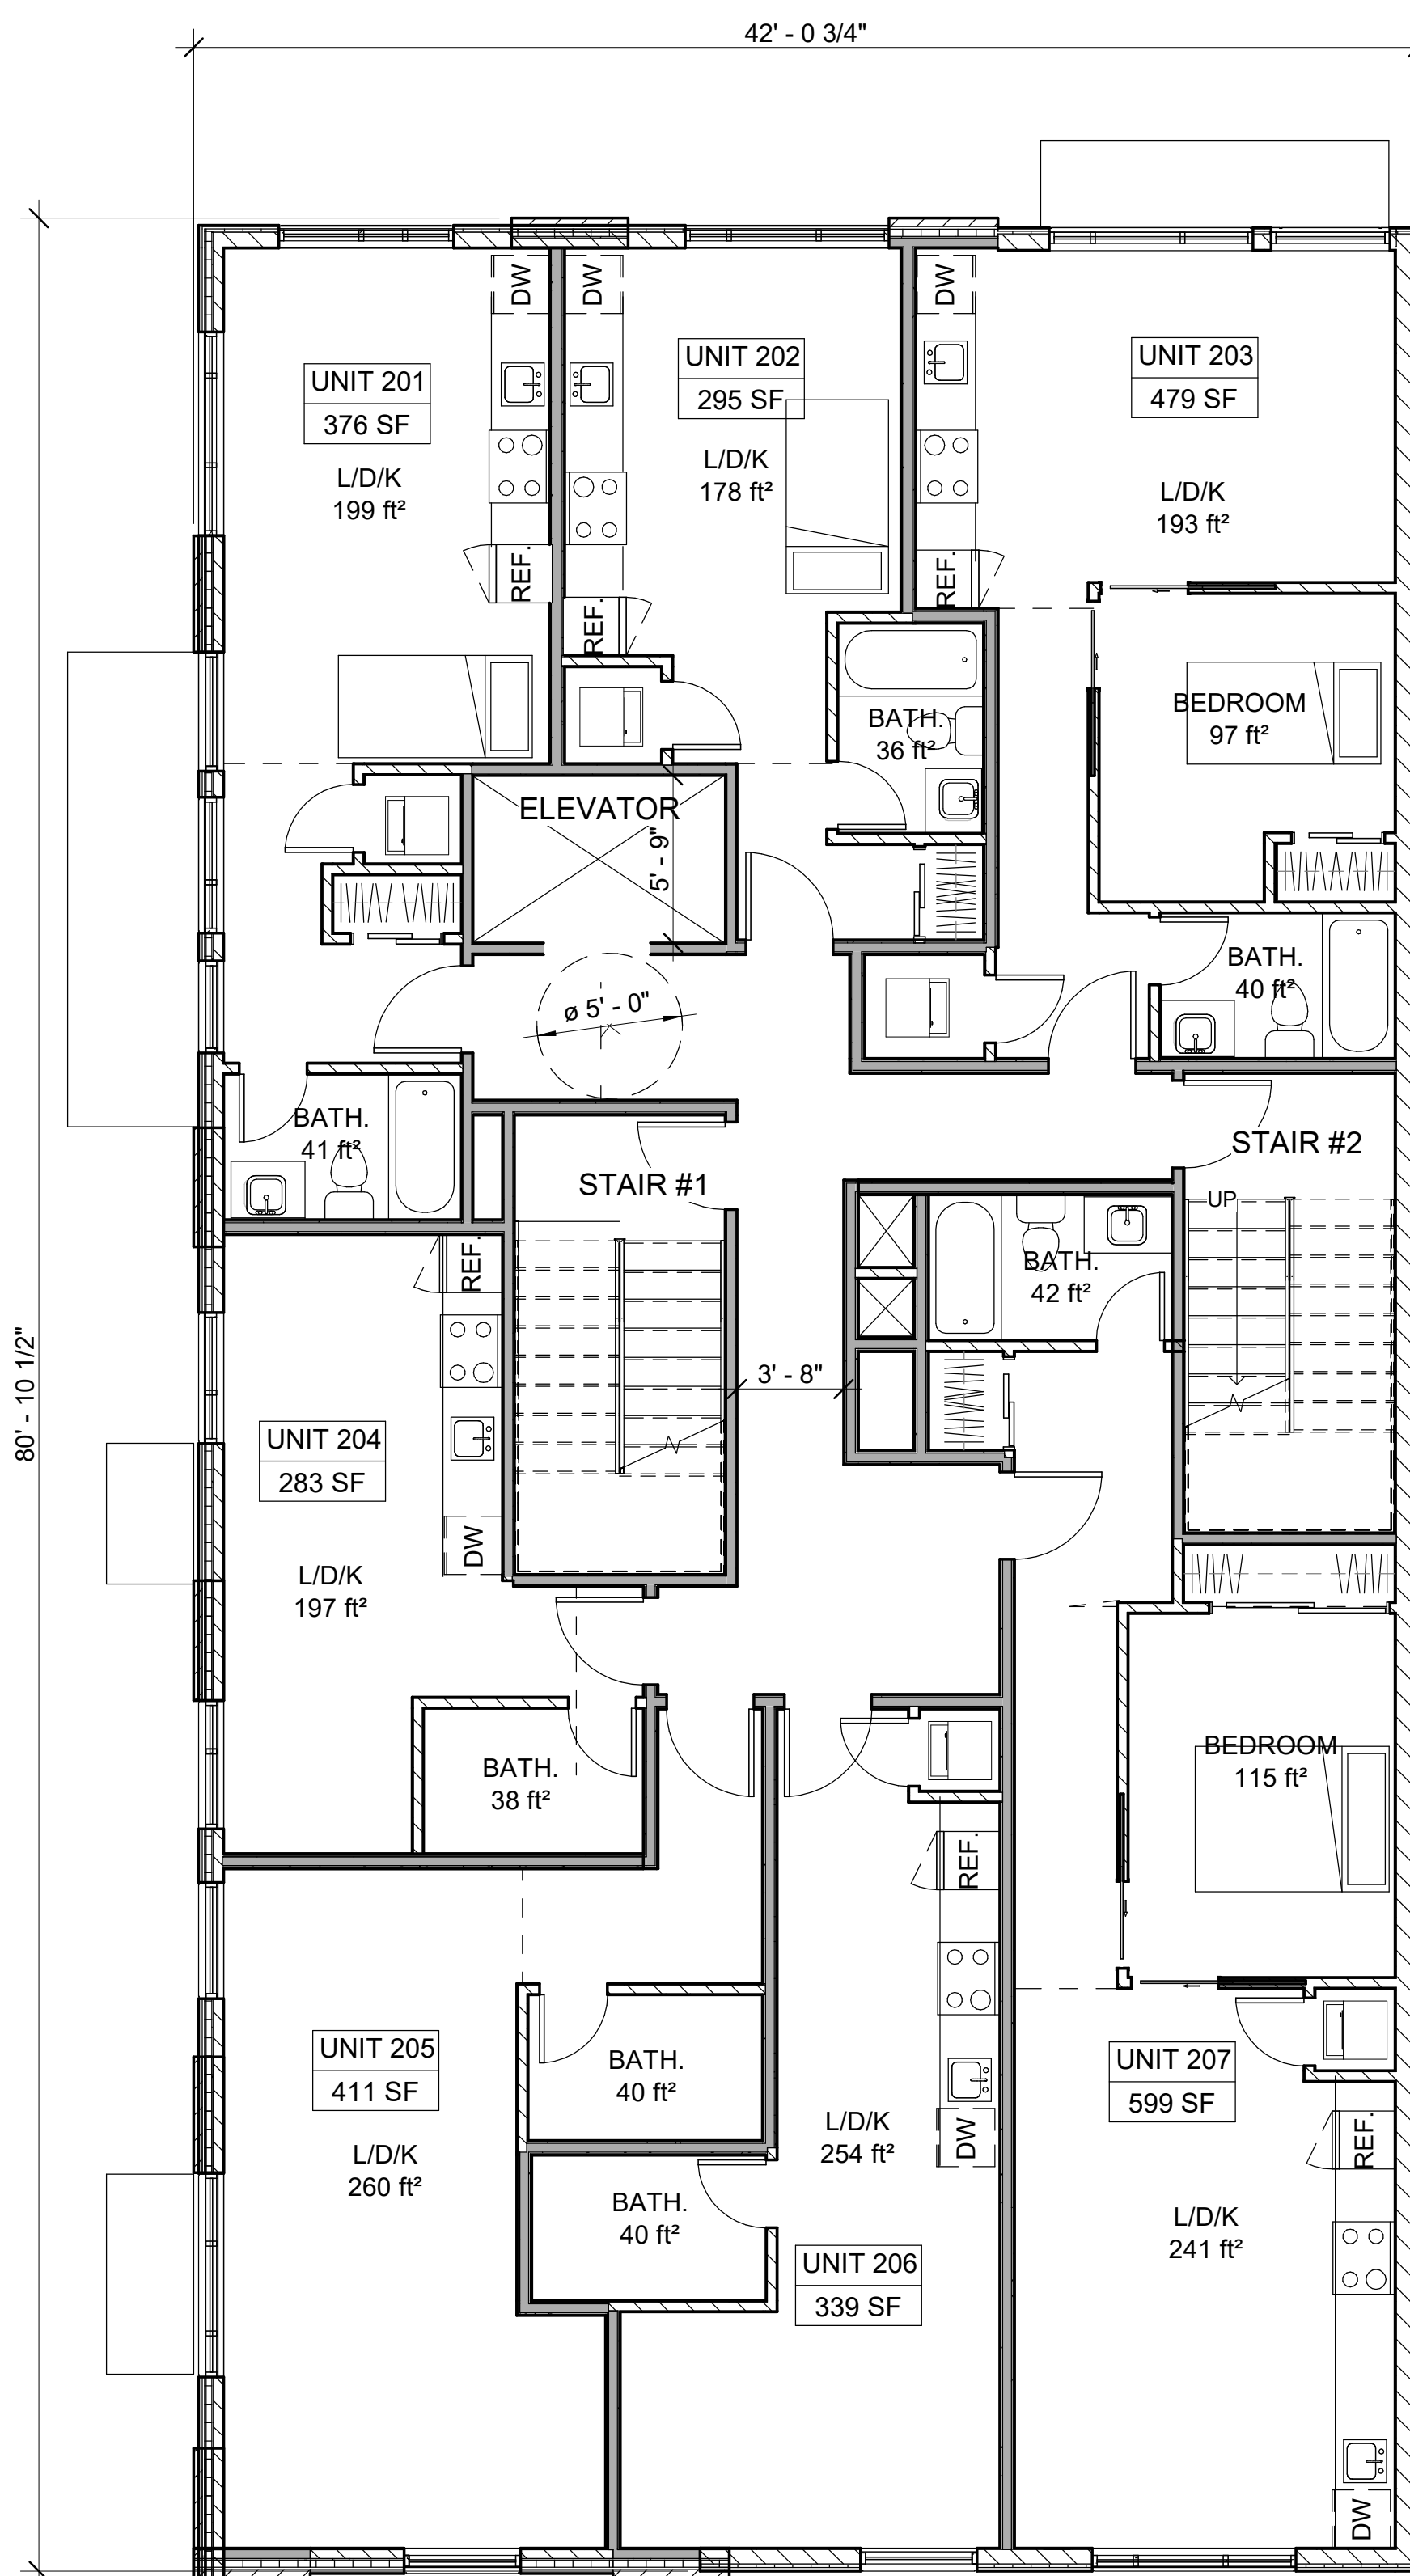 42' - 0 3/4"
80' - 10 1/2"
DW
DW
DW
UNIT 201
376 SF
L/D/K
199 ft²
REF.
UNIT 202
295 SF
L/D/K
178 ft²
REF.
UNIT 203
479 SF
L/D/K
193 ft²
REF.
BEDROOM
97 ft²
BATH.
36 ft²
ELEVATOR
5' - 9"
ø 5' - 0"
BATH.
40 ft²
BATH.
41 ft²
STAIR #1
STAIR #2
UP
REF.
BATH.
42 ft²
3' - 8"
UNIT 204
283 SF
DW
L/D/K
197 ft²
BATH.
38 ft²
BEDROOM
115 ft²
REF.
UNIT 205
411 SF
L/D/K
260 ft²
BATH.
40 ft²
BATH.
40 ft²
L/D/K
254 ft²
DW
UNIT 206
339 SF
UNIT 207
599 SF
REF.
L/D/K
241 ft²
DW